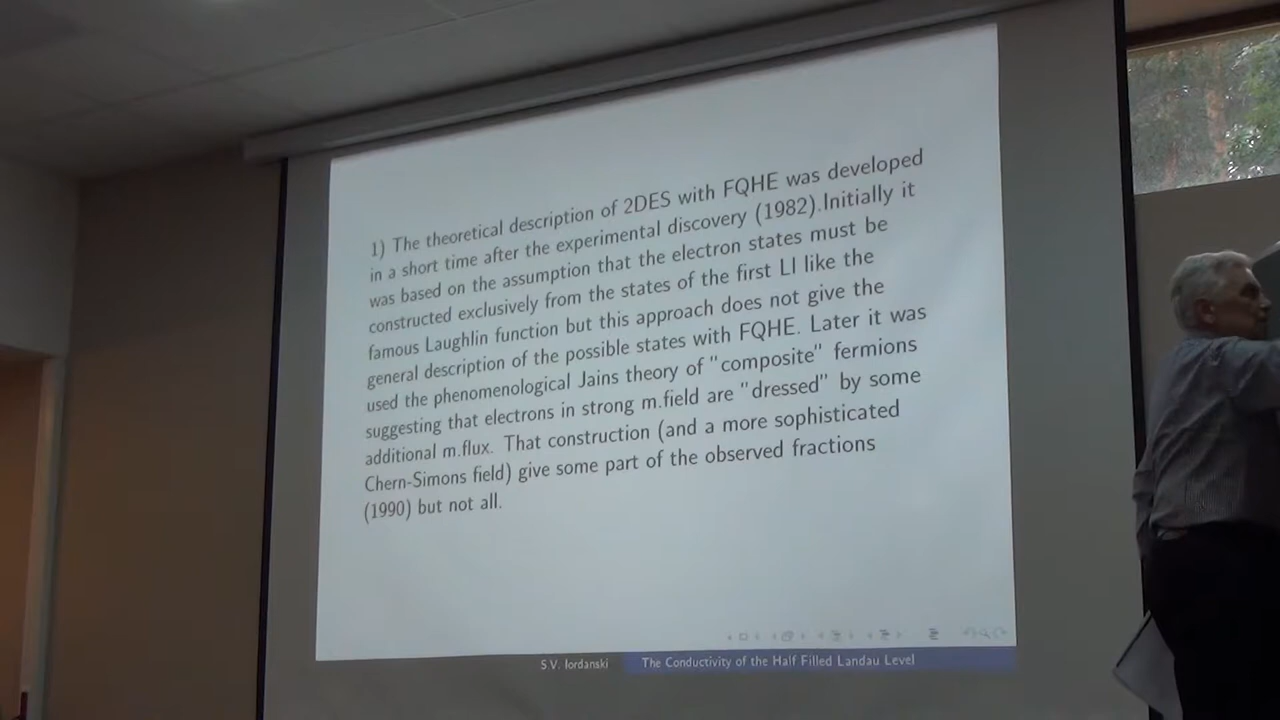 1) The theoretical description of 2DES with FQHE was developed
in a short time after the experimental discovery (1982).Initially it
was based on the assumption that the electron states must be
constructed exclusively from the states of the first Ll like the
famous Laughlin function but this approach does not give the
general description of the possible states with FQHE. Later it was
used the phenomenological Jains theory of "composite" fermions
suggesting that electrons in strong m.field are "dressed" by some
additional m.flux. That construction (and a more sophisticated
Chern-Simons field) give some part of the observed fractions
(1990) but not all.
S.V. Iordanski
The Conductivity of the Half Filled Landau Level